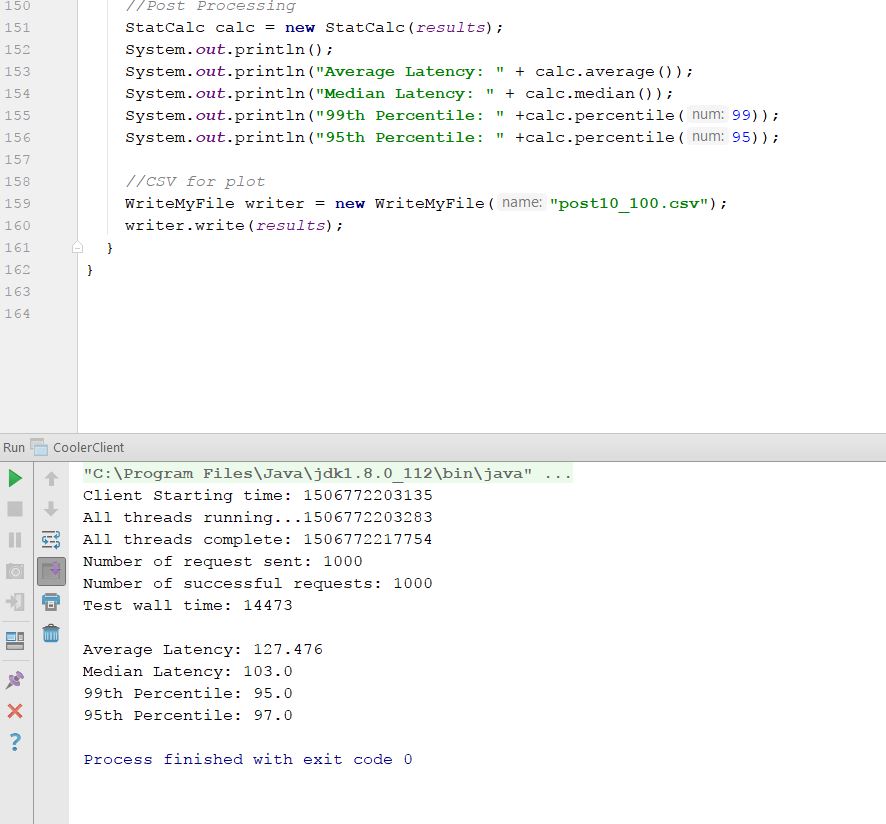 150 //Post Processing
151 StatCalc calc = new StatCalc(results);
152 System.out.println();
153 System.out.println("Average Latency: " + calc.average());
154 System.out.println("Median Latency: " + calc.median());
155 System.out.println("99th Percentile: " +calc.percentile( num: 99));
156 System.out.println("95th Percentile: " +calc.percentile( num: 95));
157
158 //CSV for plot
159 WriteMyFile writer = new WriteMyFile( name: "post10_100.csv");
160 writer.write(results);
161 }
162 }
163
164
Run CoolerClient
"C:\Program Files\Java\jdk1.8.0_112\bin\java" ...
Client Starting time: 1506772203135
All threads running...1506772203283
All threads complete: 1506772217754
Number of request sent: 1000
Number of successful requests: 1000
Test wall time: 14473
Average Latency: 127.476
Median Latency: 103.0
99th Percentile: 95.0
95th Percentile: 97.0
Process finished with exit code 0